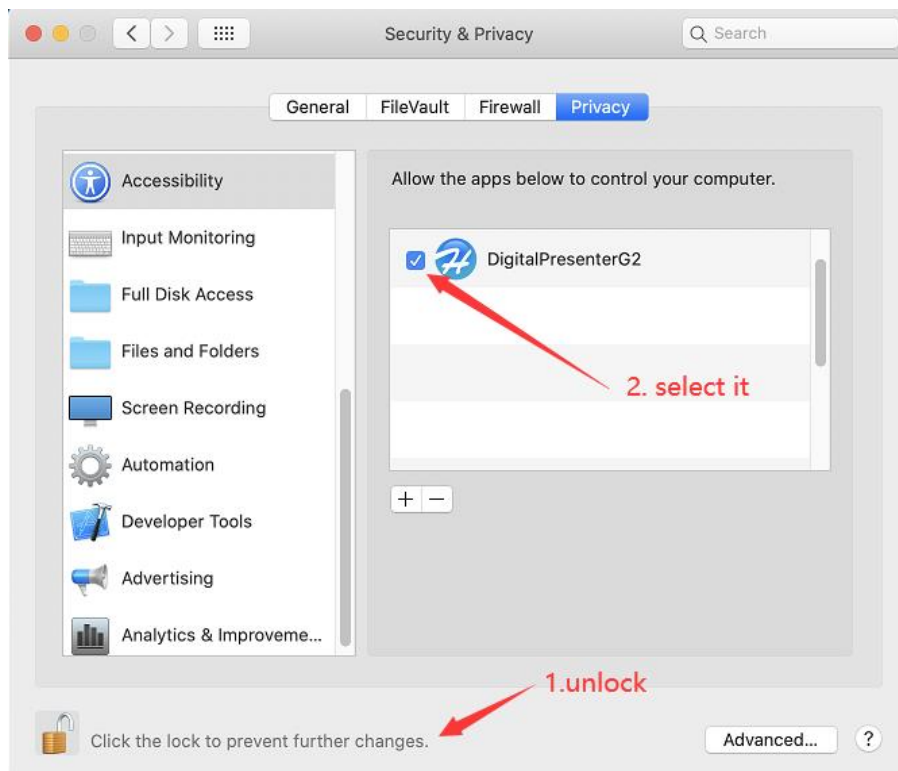 Security & Privacy
Search
General
FileVault
Firewall
Privacy
Accessibility
Input Monitoring
Full Disk Access
Files and Folders
Screen Recording
Automation
Developer Tools
Advertising
Analytics & Improveme...
Allow the apps below to control your computer.
DigitalPresenterG2
2. select it
+ −
1.unlock
Click the lock to prevent further changes.
Advanced...
?